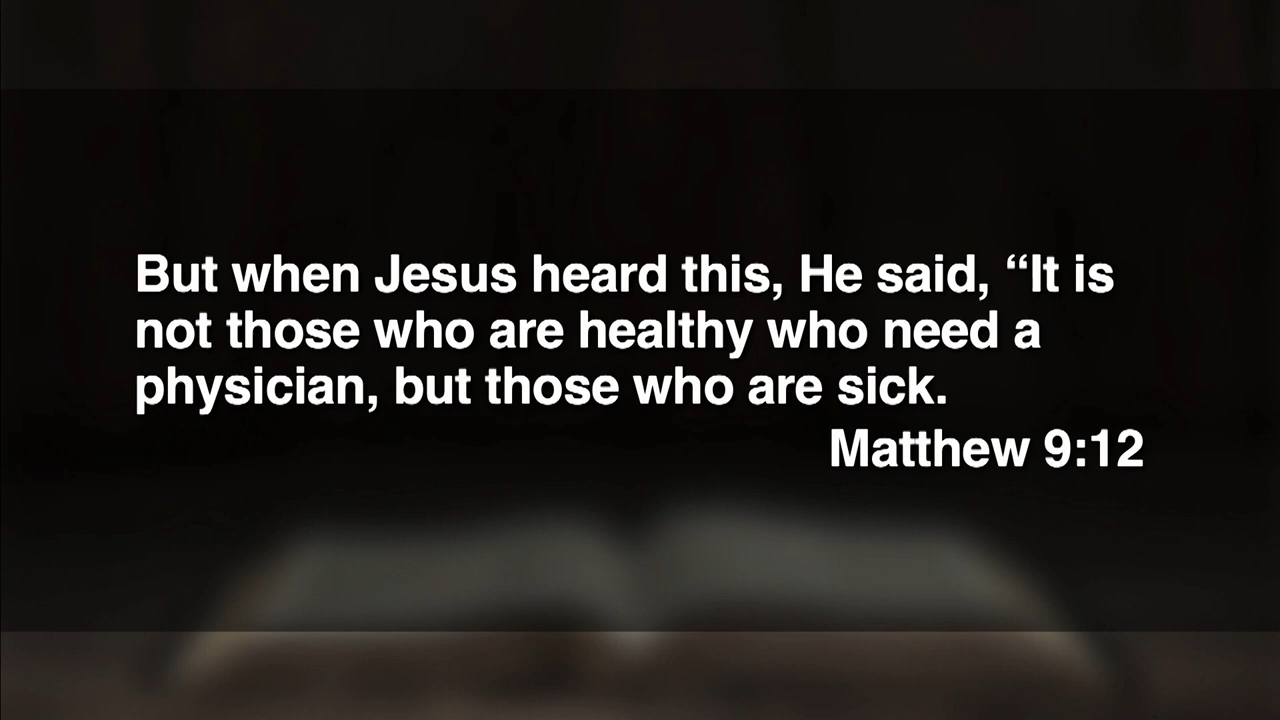 But when Jesus heard this, He said, “It is
not those who are healthy who need a
physician, but those who are sick.
Matthew 9:12